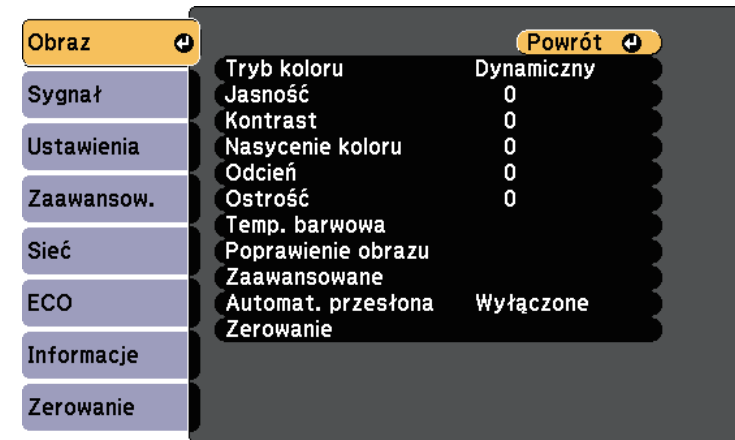 Obraz
Sygnał
Ustawienia
Zaawansow.
Sieć
ECO
Informacje
Zerowanie
Powrót
Tryb koloru Dynamiczny
Jasność 0
Kontrast 0
Nasycenie koloru 0
Odcień 0
Ostrość 0
Temp. barwowa
Poprawienie obrazu
Zaawansowane
Automat. przesłona Wyłączone
Zerowanie